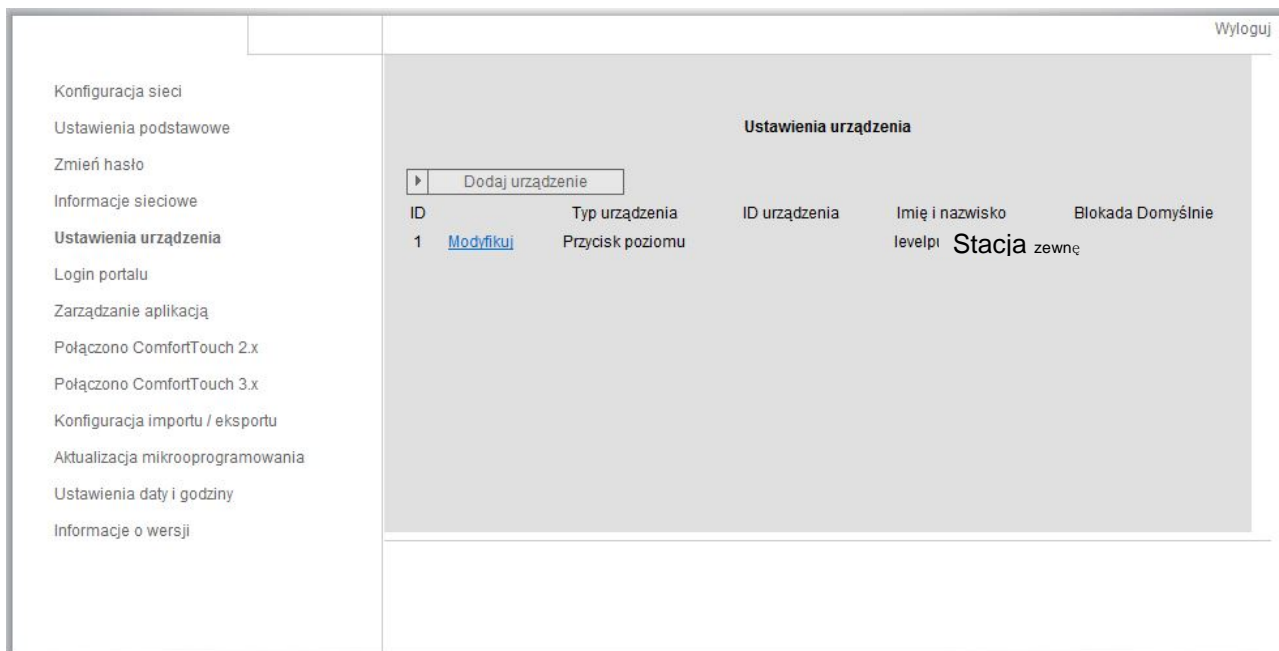 Wyloguj
Konfiguracja sieci
Ustawienia podstawowe
Zmień hasło
Informacje sieciowe
Ustawienia urządzenia
Login portalu
Zarządzanie aplikacją
Połączono ComfortTouch 2.x
Połączono ComfortTouch 3.x
Konfiguracja importu / eksportu
Aktualizacja mikrooprogramowania
Ustawienia daty i godziny
Informacje o wersji
Ustawienia urządzenia
Dodaj urządzenie
ID Typ urządzenia ID urządzenia Imię i nazwisko Blokada Domyślnie
1 Modyfikuj Przycisk poziomu Stacja zewnę